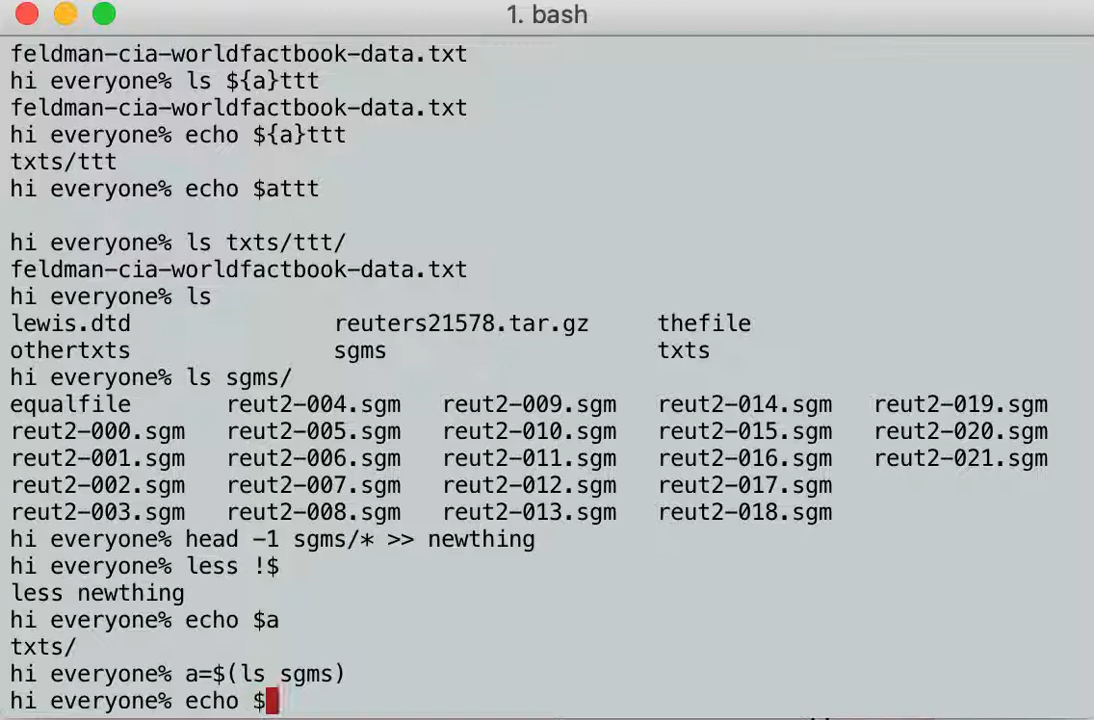 1. bash
feldman-cia-worldfactbook-data.txt
hi everyone% ls ${a}ttt
feldman-cia-worldfactbook-data.txt
hi everyone% echo ${a}ttt
txts/ttt
hi everyone% echo $attt
hi everyone% ls txts/ttt/
feldman-cia-worldfactbook-data.txt
hi everyone% ls
lewis.dtd reuters21578.tar.gz thefile
othertxts sgms txts
hi everyone% ls sgms/
equalfile reut2-004.sgm reut2-009.sgm reut2-014.sgm reut2-019.sgm
reut2-000.sgm reut2-005.sgm reut2-010.sgm reut2-015.sgm reut2-020.sgm
reut2-001.sgm reut2-006.sgm reut2-011.sgm reut2-016.sgm reut2-021.sgm
reut2-002.sgm reut2-007.sgm reut2-012.sgm reut2-017.sgm
reut2-003.sgm reut2-008.sgm reut2-013.sgm reut2-018.sgm
hi everyone% head -1 sgms/* >> newthing
hi everyone% less !$
less newthing
hi everyone% echo $a
txts/
hi everyone% a=$(ls sgms)
hi everyone% echo $